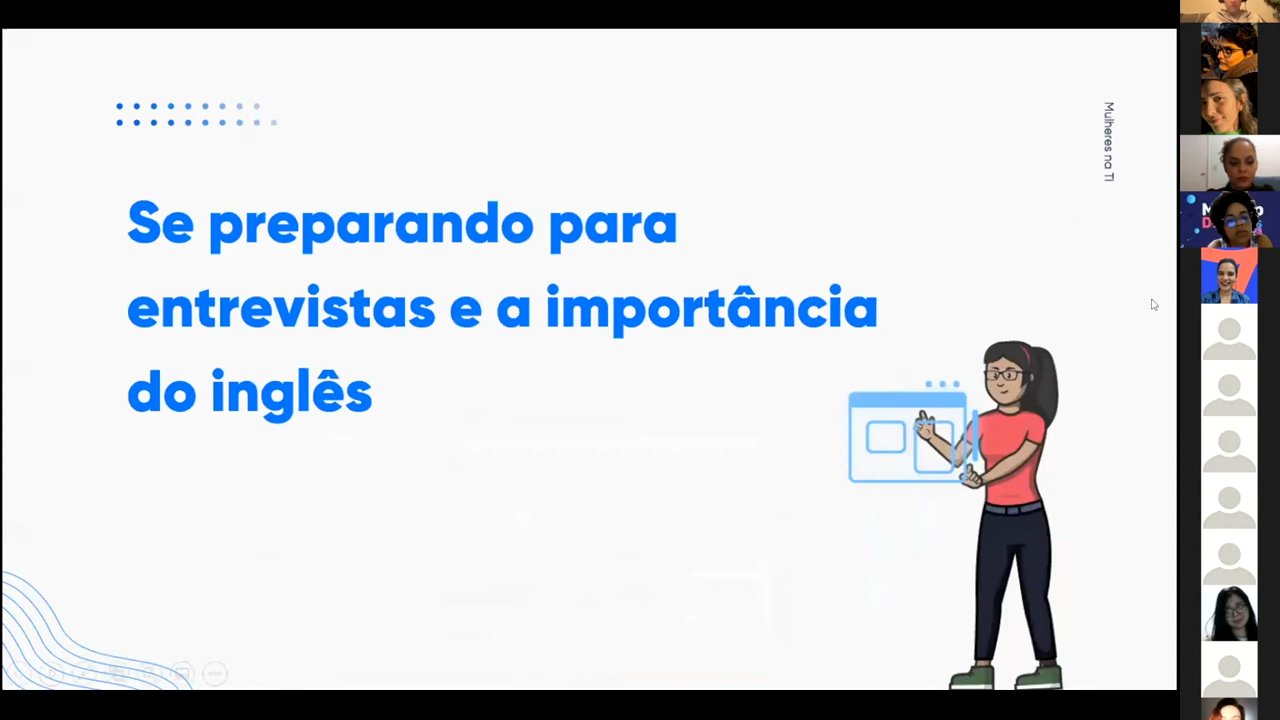 Mulheres na TI
Se preparando para
entrevistas e a importância
do inglês